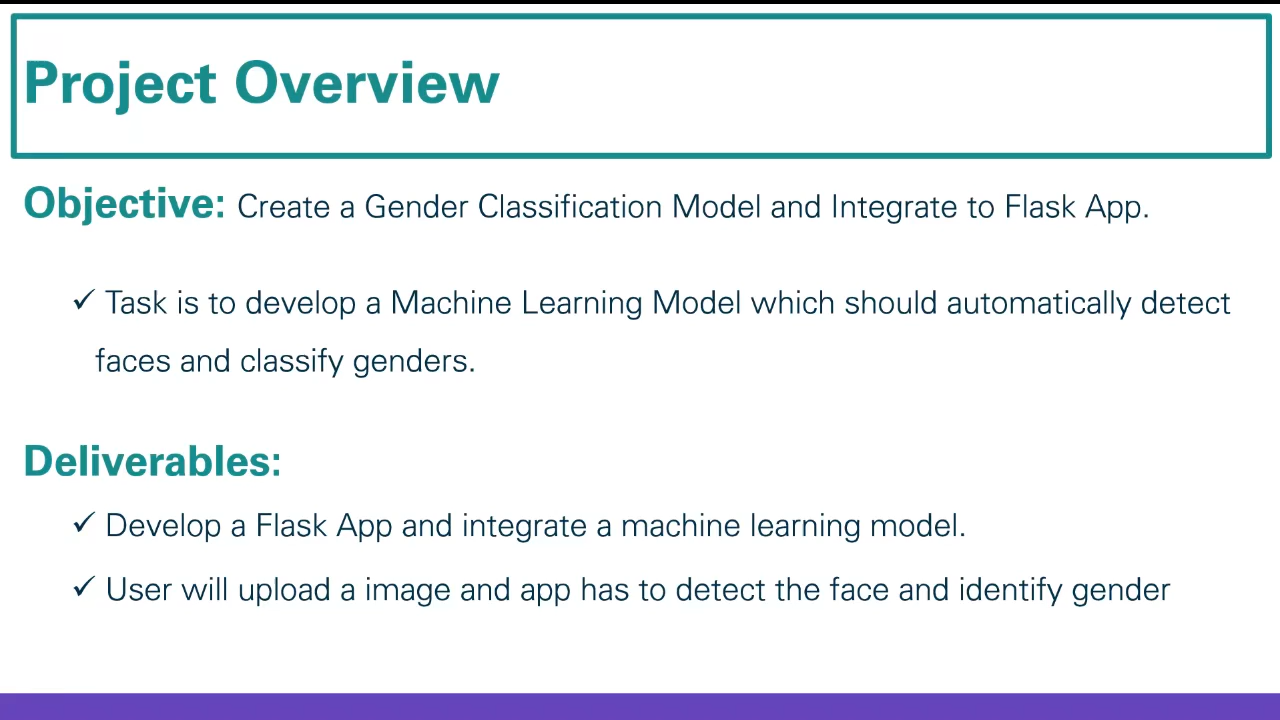 Project Overview
Objective: Create a Gender Classification Model and Integrate to Flask App.
✓ Task is to develop a Machine Learning Model which should automatically detect
faces and classify genders.
Deliverables:
✓ Develop a Flask App and integrate a machine learning model.
✓ User will upload a image and app has to detect the face and identify gender